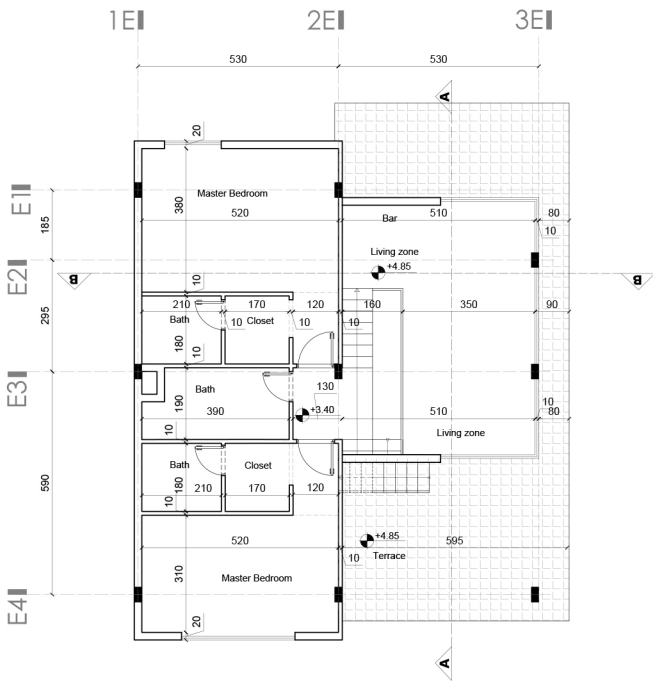 1E 2E 3E
530 530
A
20
E1
Master Bedroom
380
185
520 510 80
Bar
10
E2
Living zone
+4.85
B B
10
295
210 170 120 160 350 90
Bath 10 Closet 10 10
180
10
E3
Bath
130
190
390 +3.40 510 10 80
10
Living zone
Bath Closet
180
210 170 120
590
10
+4.85
520 10 Terrace 595
310
Master Bedroom
E4
20
A